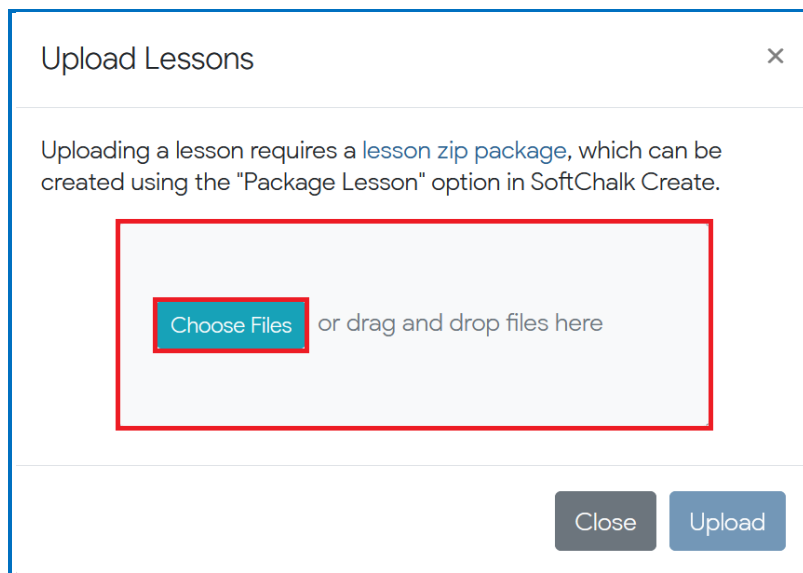 Upload Lessons ×
Uploading a lesson requires a lesson zip package, which can be
created using the "Package Lesson" option in SoftChalk Create.
Choose Files or drag and drop files here
Close Upload